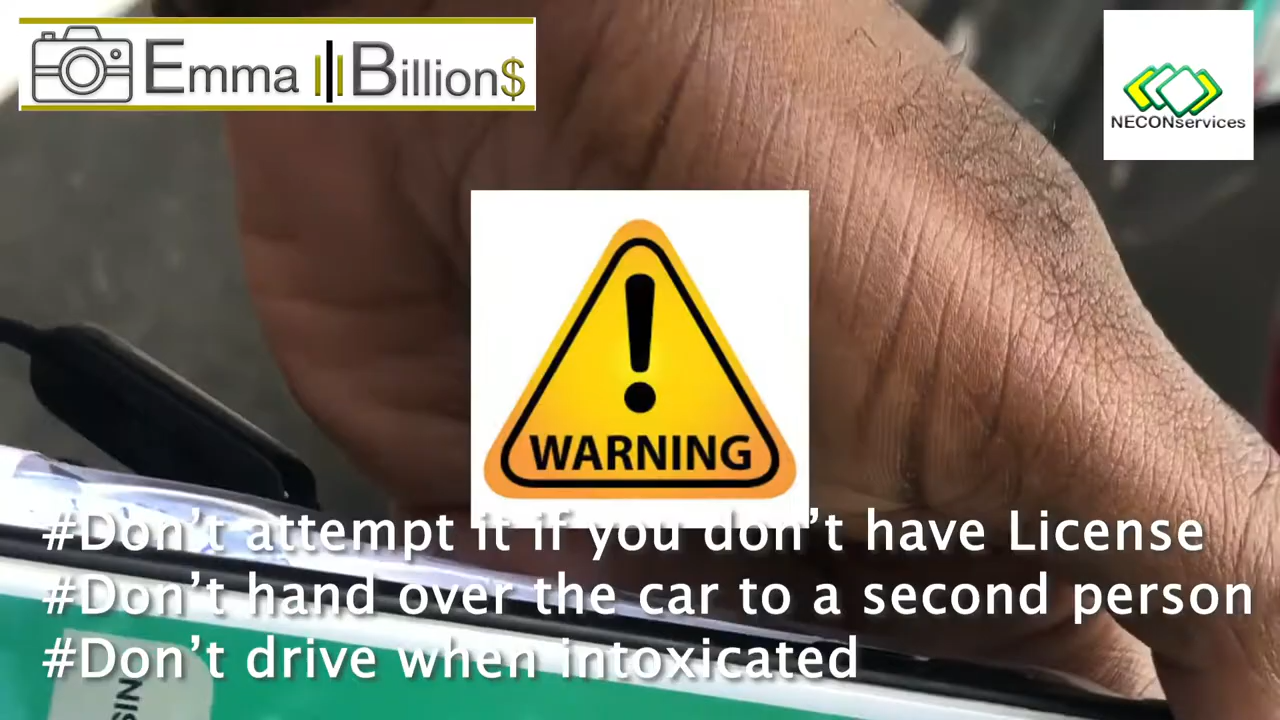 Emma Billion$
NECONservices
WARNING
#Don't attempt it if you don't have License
#Don't hand over the car to a second person
#Don't drive when intoxicated